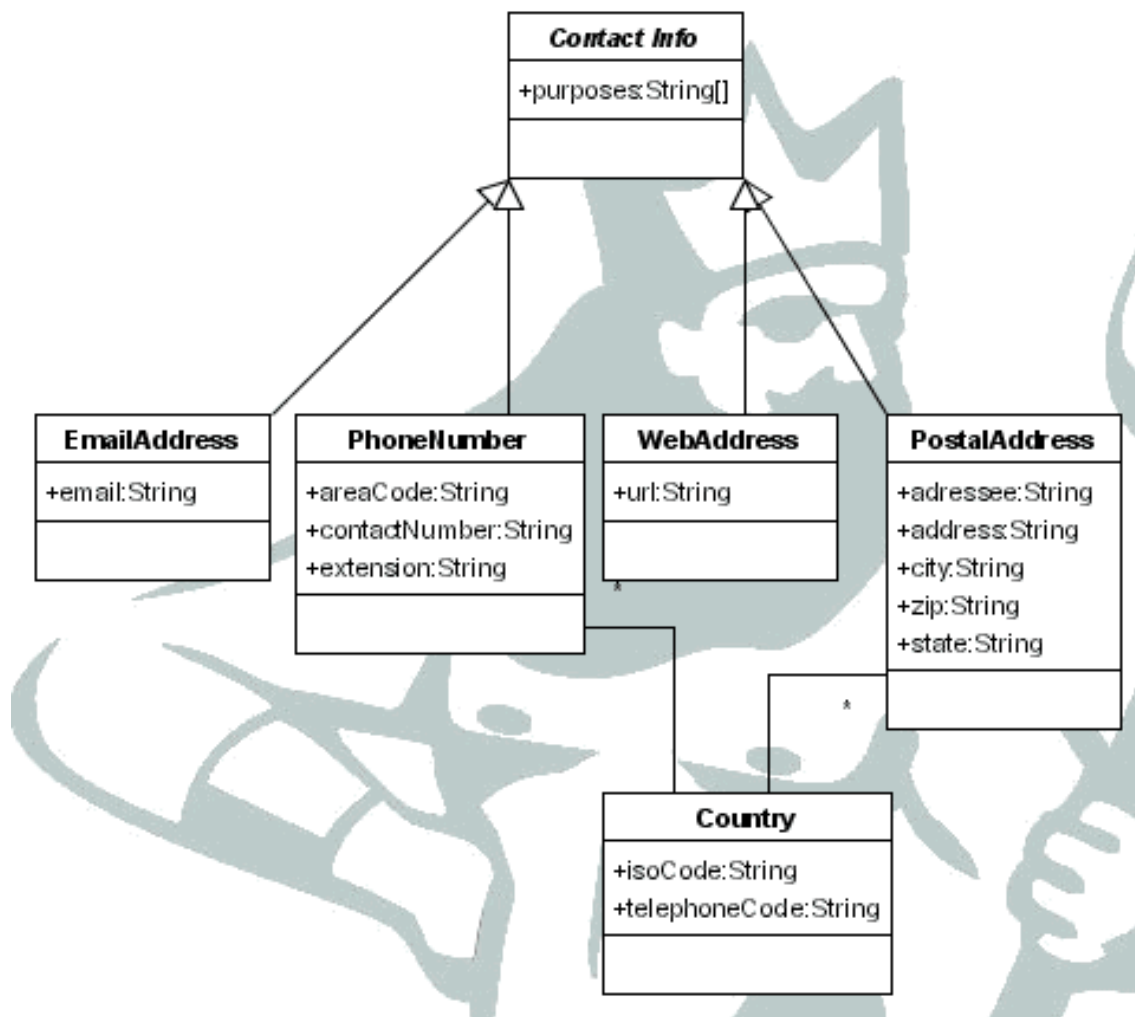 Contact Info
+purposes:String[]
EmailAddress
+email:String
PhoneNumber
+areaCode:String
+contactNumber:String
+extension:String
WebAddress
+url:String
*
PostalAddress
+adressee:String
+address:String
+city:String
+zip:String
+state:String
*
Country
+isoCode:String
+telephoneCode:String